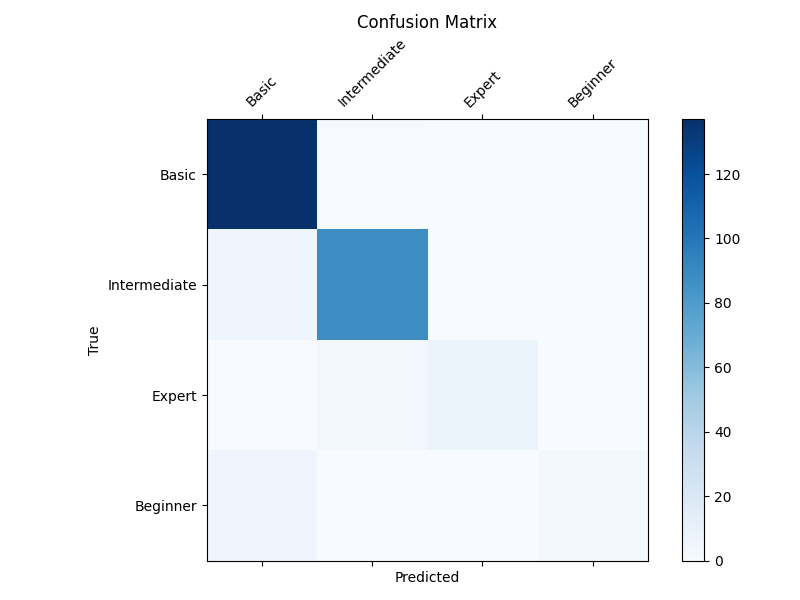 Confusion Matrix
Basic
Intermediate
Expert
Beginner
Basic
Intermediate
Expert
Beginner
True
Predicted
120
100
80
60
40
20
0